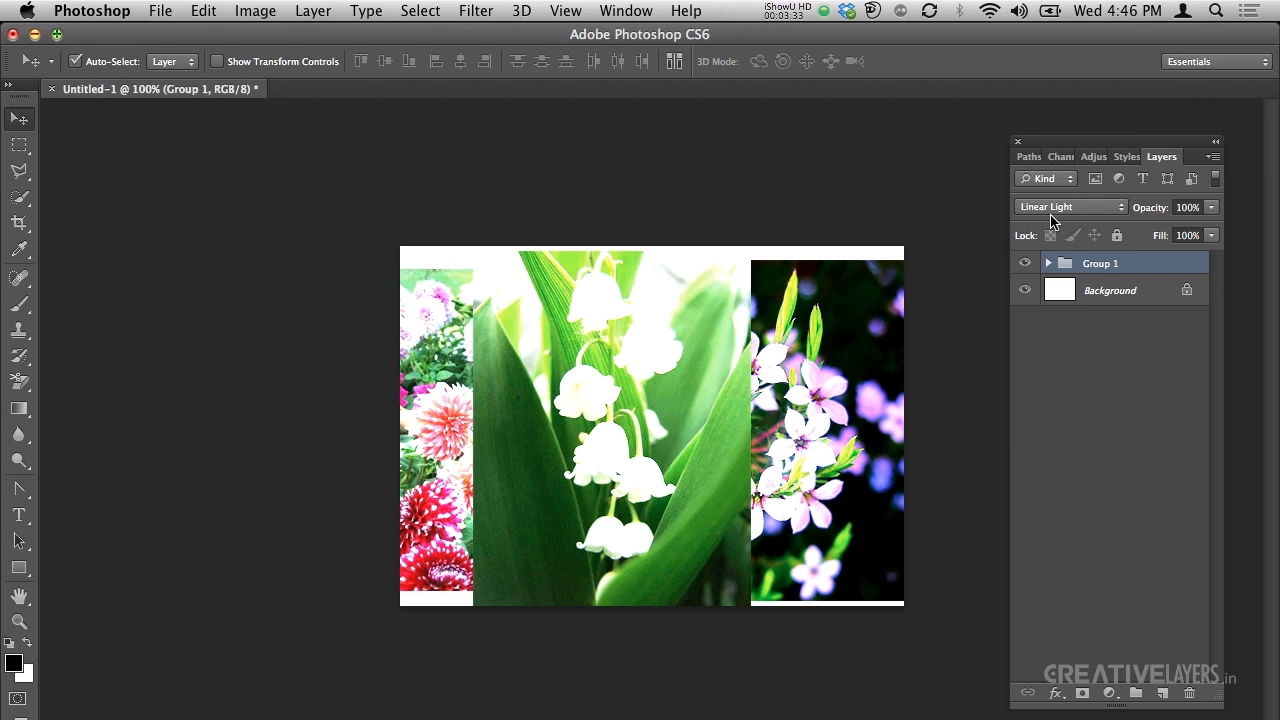 Photoshop File Edit Image Layer Type Select Filter 3D View Window Help iShowU HD 00:03:33 Wed 4:46 PM
Adobe Photoshop CS6
Auto-Select: Layer Show Transform Controls 3D Mode: Essentials
Untitled-1 @ 100% (Group 1, RGB/8) *
Paths Chanr Adjus Styles Layers
Kind
Linear Light Opacity: 100%
Lock: Fill: 100%
Group 1
Background
CREATIVELAYERS.in
fx